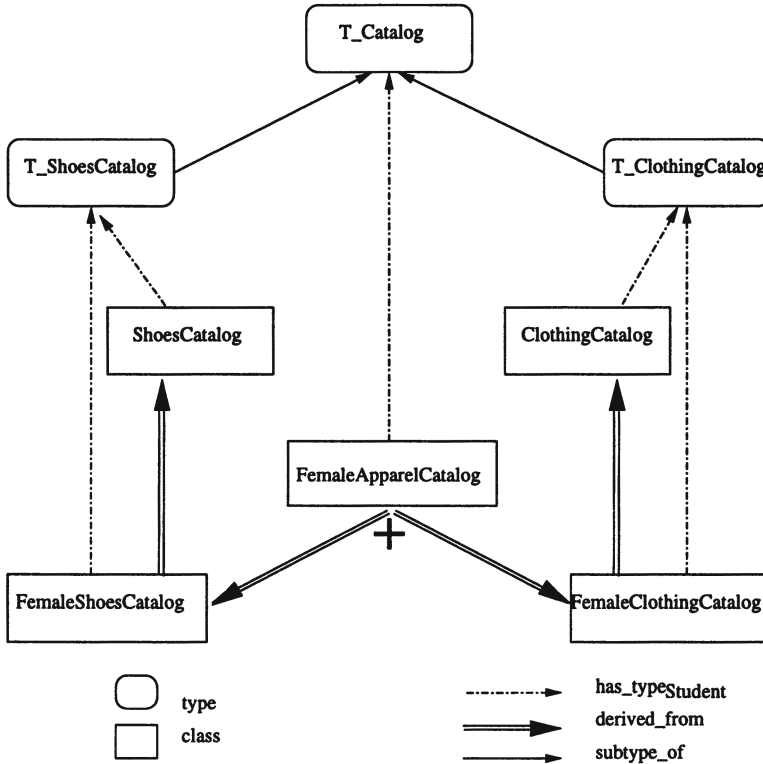 T_Catalog
T_ShoesCatalog
T_ClothingCatalog
ShoesCatalog
ClothingCatalog
FemaleApparelCatalog
+
FemaleShoesCatalog
FemaleClothingCatalog
type
class
has_typeStudent
derived_from
subtype_of